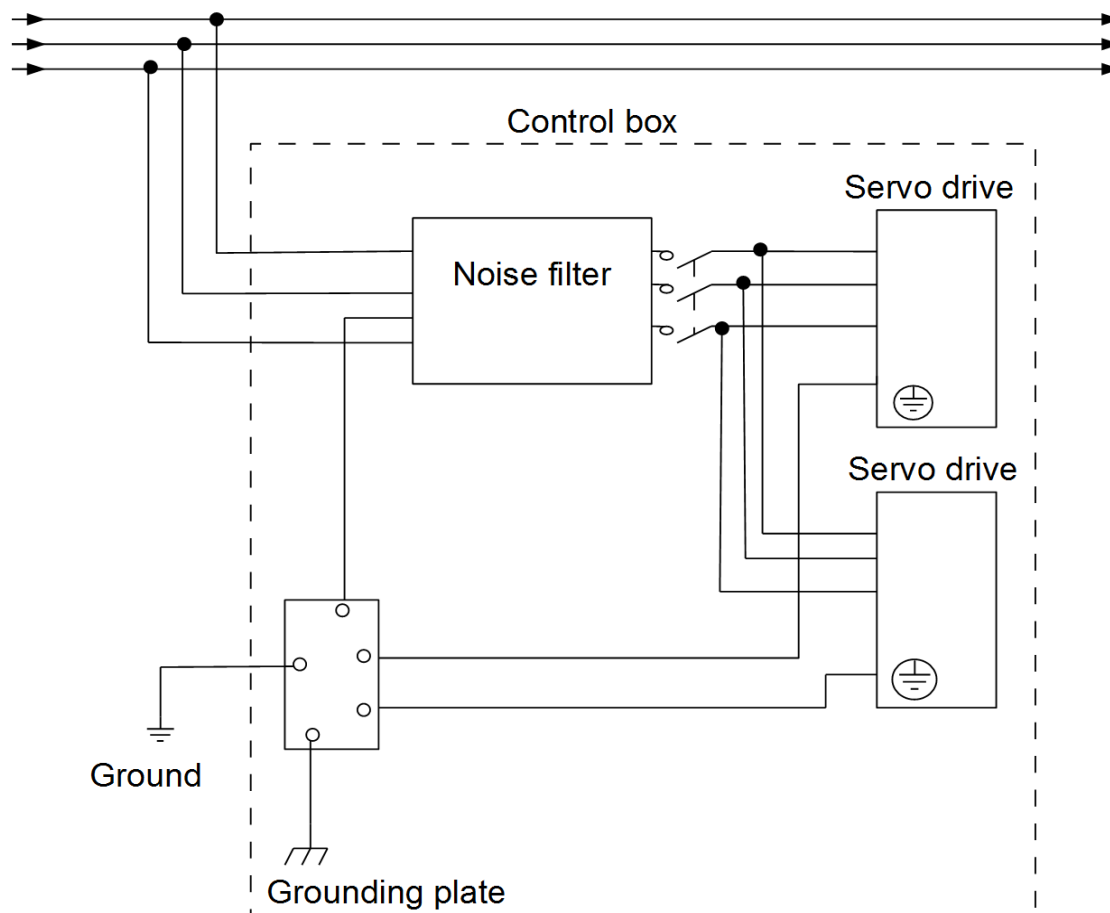 Control box
Servo drive
Noise filter
Servo drive
Ground
Grounding plate